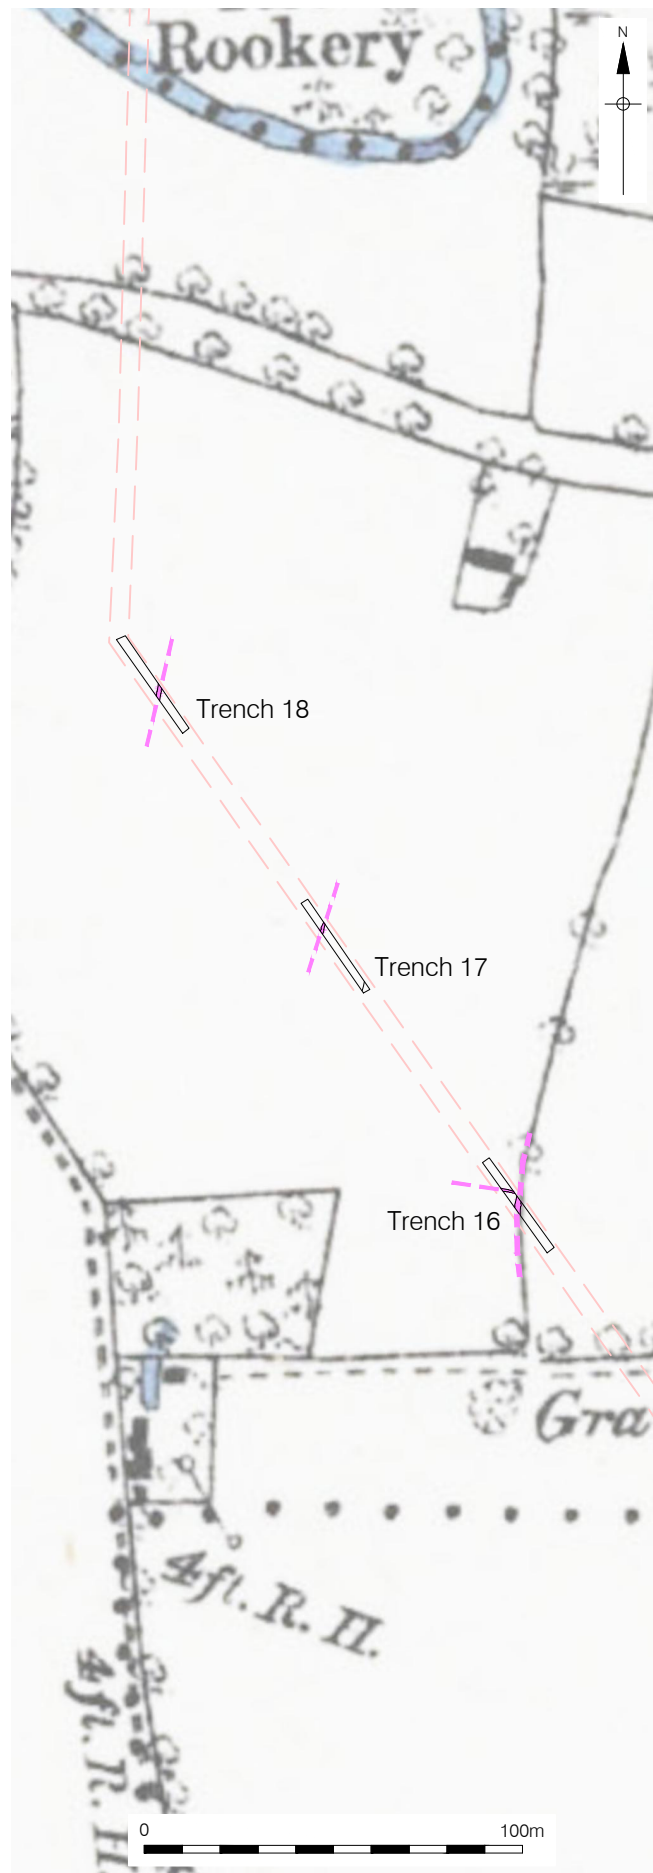 Rookery
N
Trench 18
Trench 17
Trench 16
Gra
4ft. R. H.
4ft. R. H.
0
100m